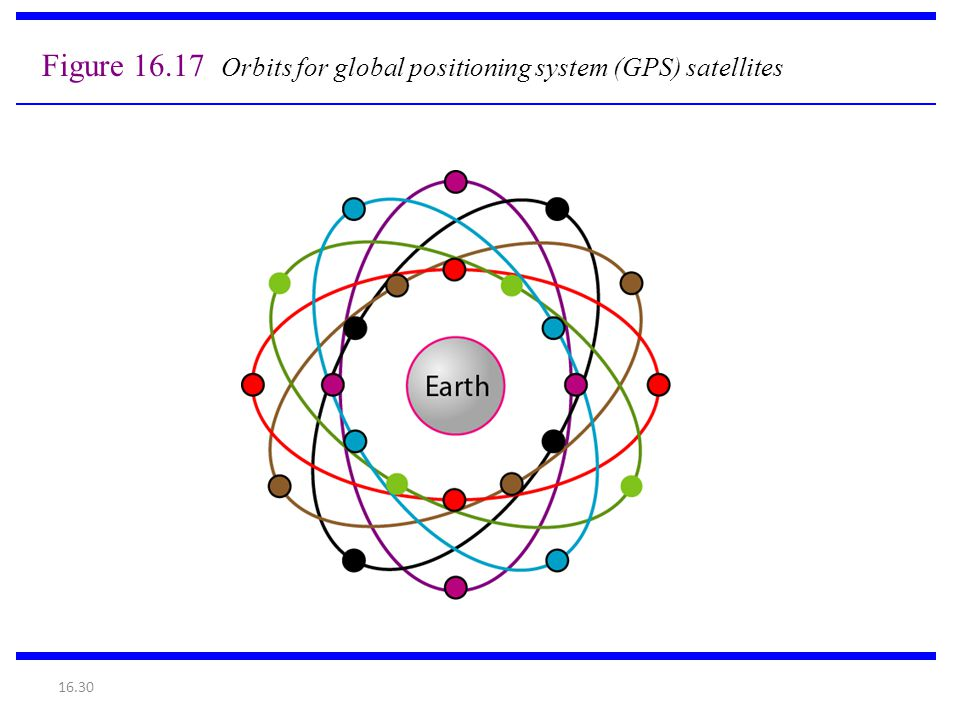 Figure 16.17 Orbits for global positioning system (GPS) satellites
Earth
16.30